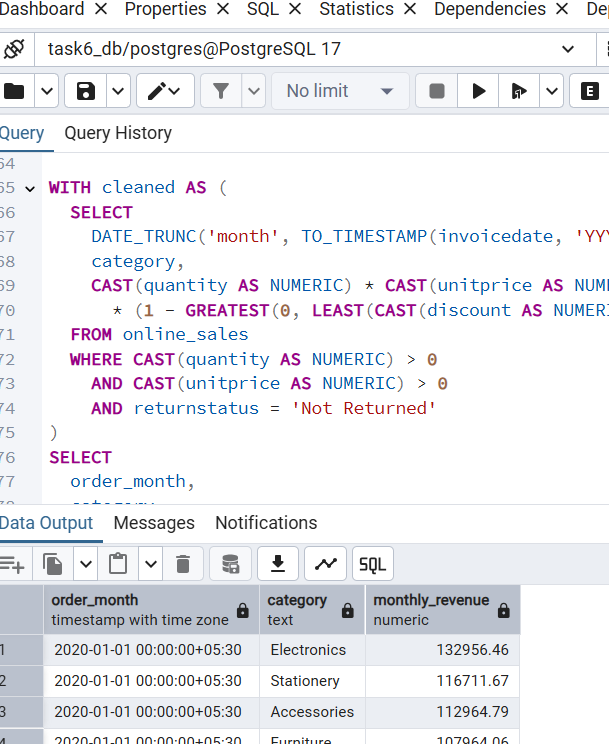 Dashboard × Properties × SQL × Statistics × Dependencies × De
task6_db/postgres@PostgreSQL 17
No limit
E
Query Query History
64
65 WITH cleaned AS (
66 SELECT
67 DATE_TRUNC('month', TO_TIMESTAMP(invoicedate, 'YYY
68 category,
69 CAST(quantity AS NUMERIC) * CAST(unitprice AS NUM
70 * (1 - GREATEST(0, LEAST(CAST(discount AS NUMERI
71 FROM online_sales
72 WHERE CAST(quantity AS NUMERIC) > 0
73 AND CAST(unitprice AS NUMERIC) > 0
74 AND returnstatus = 'Not Returned'
75 )
76 SELECT
77 order_month,
Data Output Messages Notifications
SQL
order_month category monthly_revenue
timestamp with time zone text numeric
1 2020-01-01 00:00:00+05:30 Electronics 132956.46
2 2020-01-01 00:00:00+05:30 Stationery 116711.67
3 2020-01-01 00:00:00+05:30 Accessories 112964.79
4 2020-01-01 00:00:00+05:30 Furniture 107964.06